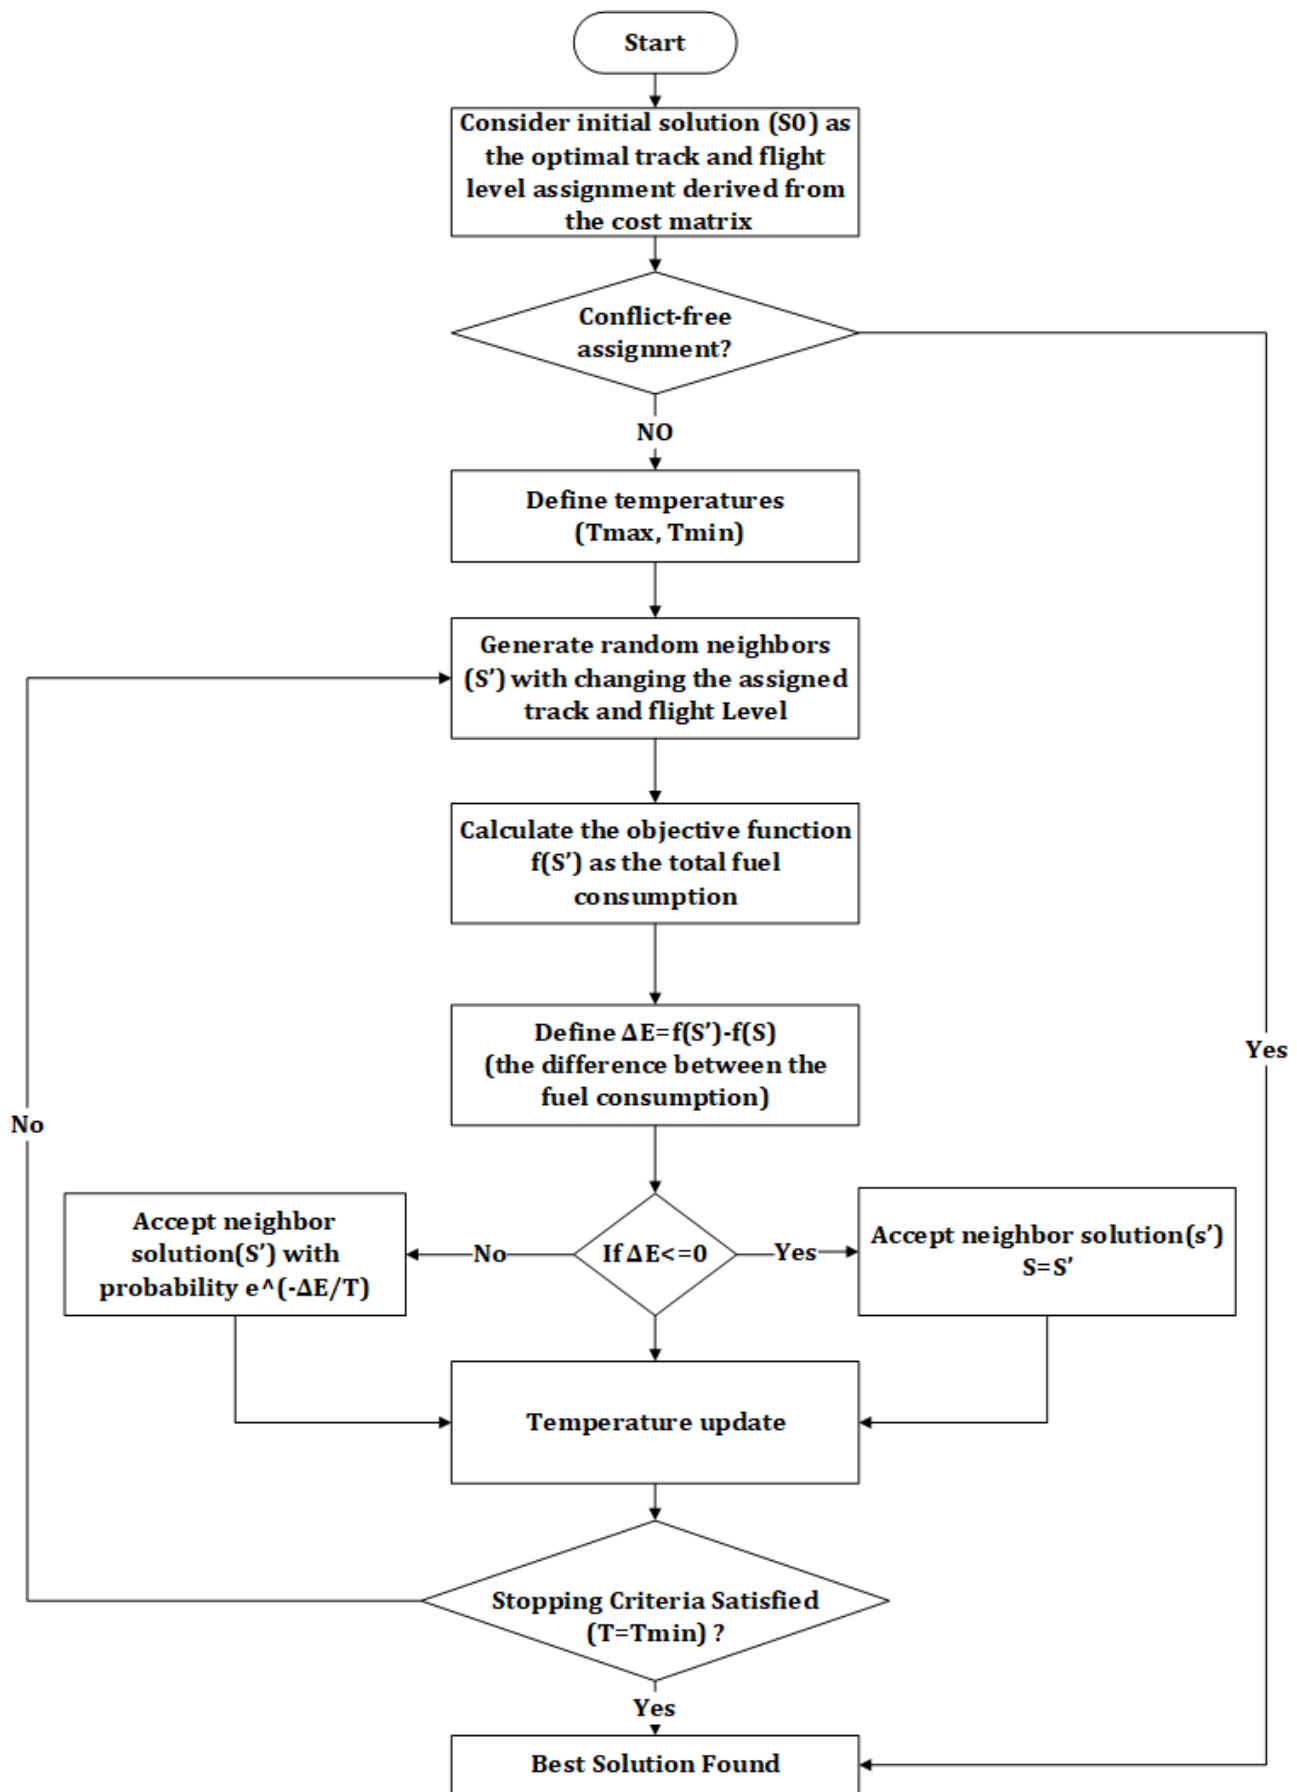 Start
Consider initial solution (S0) as
the optimal track and flight
level assignment derived from
the cost matrix
Conflict-free
assignment?
NO
Define temperatures
(Tmax, Tmin)
Generate random neighbors
(S’) with changing the assigned
track and flight Level
Calculate the objective function
f(S’) as the total fuel
consumption
Define ΔE=f(S’)-f(S)
(the difference between the
fuel consumption)
Yes
No
Accept neighbor
solution(S’) with
probability e^(-ΔE/T)
No
If ΔE<=0
Yes
Accept neighbor solution(s’)
S=S’
Temperature update
Stopping Criteria Satisfied
(T=Tmin) ?
Yes
Best Solution Found